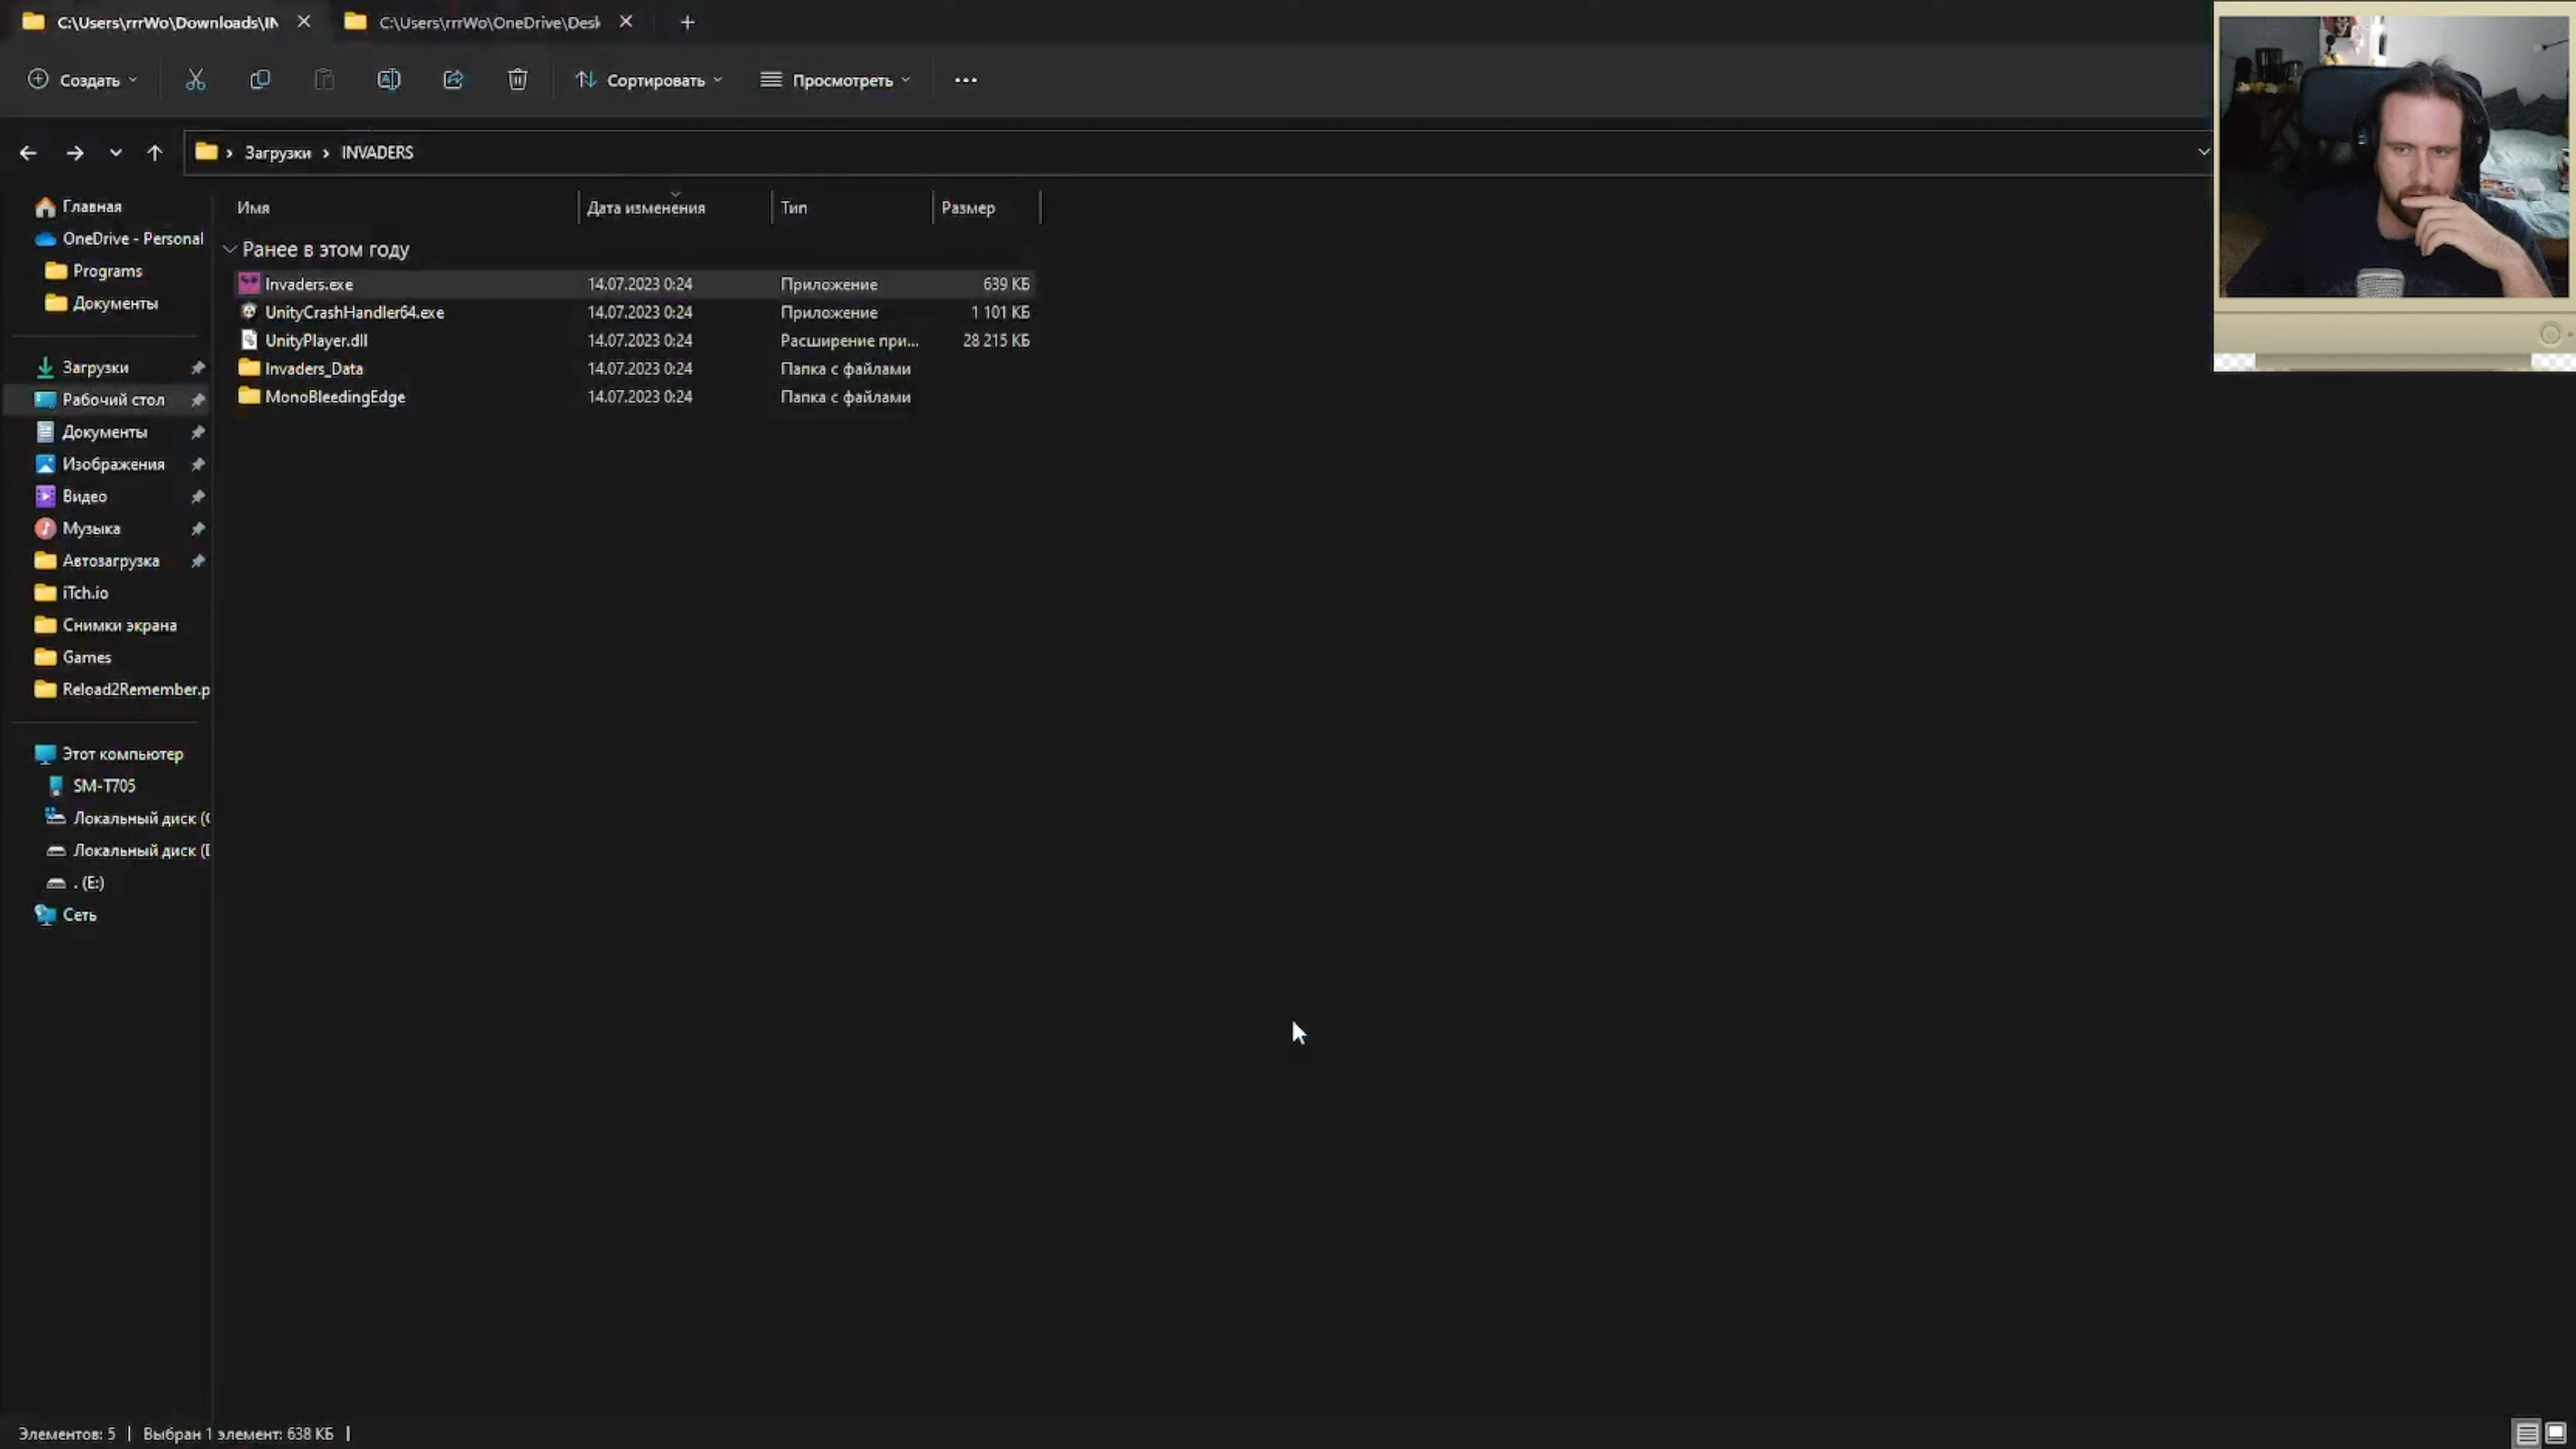 C:\Users\rrrWo\Downloads\IN
C:\Users\rrrWo\OneDrive\Desk
Создать
Сортировать
Просмотреть
Загрузки > INVADERS
Имя
Дата изменения
Тип
Размер
Ранее в этом году
Invaders.exe 14.07.2023 0:24 Приложение 639 КБ
UnityCrashHandler64.exe 14.07.2023 0:24 Приложение 1 101 КБ
UnityPlayer.dll 14.07.2023 0:24 Расширение при... 28 215 КБ
Invaders_Data 14.07.2023 0:24 Папка с файлами
MonoBleedingEdge 14.07.2023 0:24 Папка с файлами
Главная
OneDrive - Personal
Programs
Документы
Загрузки
Рабочий стол
Документы
Изображения
Видео
Музыка
Автозагрузка
iTch.io
Снимки экрана
Games
Reload2Remember.p
Этот компьютер
SM-T705
Локальный диск (C
Локальный диск (D
. (E:)
Сеть
Элементов: 5 | Выбран 1 элемент: 638 КБ |